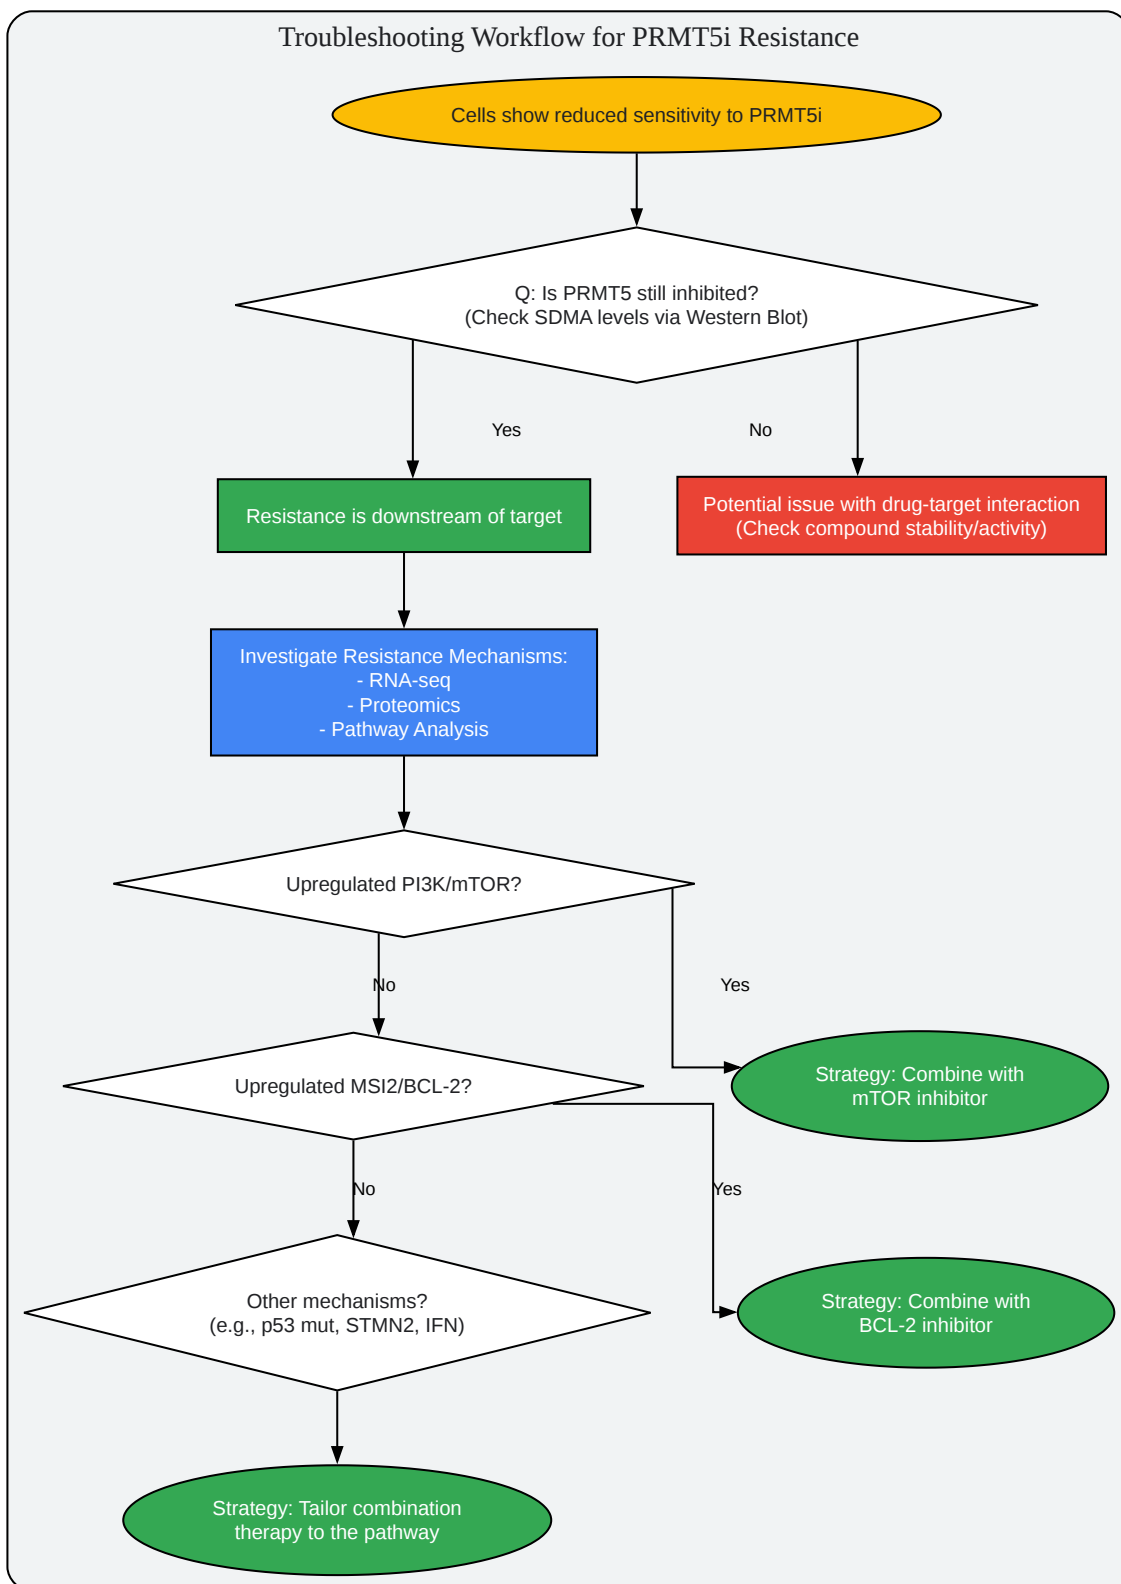 Troubleshooting Workflow for PRMT5i Resistance
Cells show reduced sensitivity to PRMT5i
Q: Is PRMT5 still inhibited?
(Check SDMA levels via Western Blot)
Yes
No
Resistance is downstream of target
Potential issue with drug-target interaction
(Check compound stability/activity)
Investigate Resistance Mechanisms:
- RNA-seq
- Proteomics
- Pathway Analysis
Upregulated PI3K/mTOR?
No
Yes
Upregulated MSI2/BCL-2?
Strategy: Combine with
mTOR inhibitor
No
Yes
Other mechanisms?
(e.g., p53 mut, STMN2, IFN)
Strategy: Combine with
BCL-2 inhibitor
Strategy: Tailor combination
therapy to the pathway